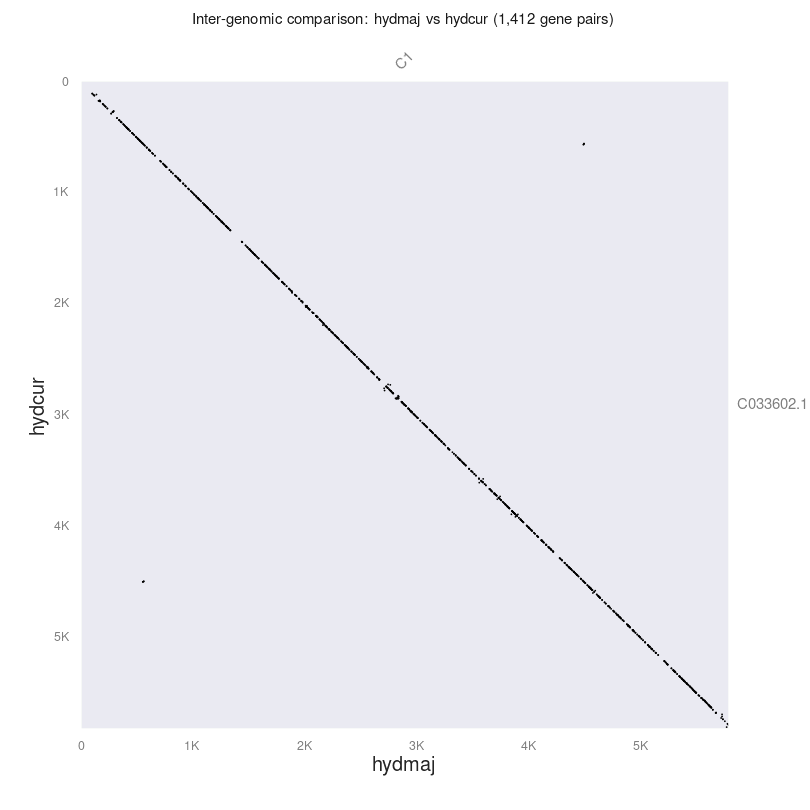 Inter-genomic comparison: hydmaj vs hydcur (1,412 gene pairs)
C1
0
1K
2K
3K
4K
5K
hydcur
C033602.1
0 1K 2K 3K 4K 5K
hydmaj